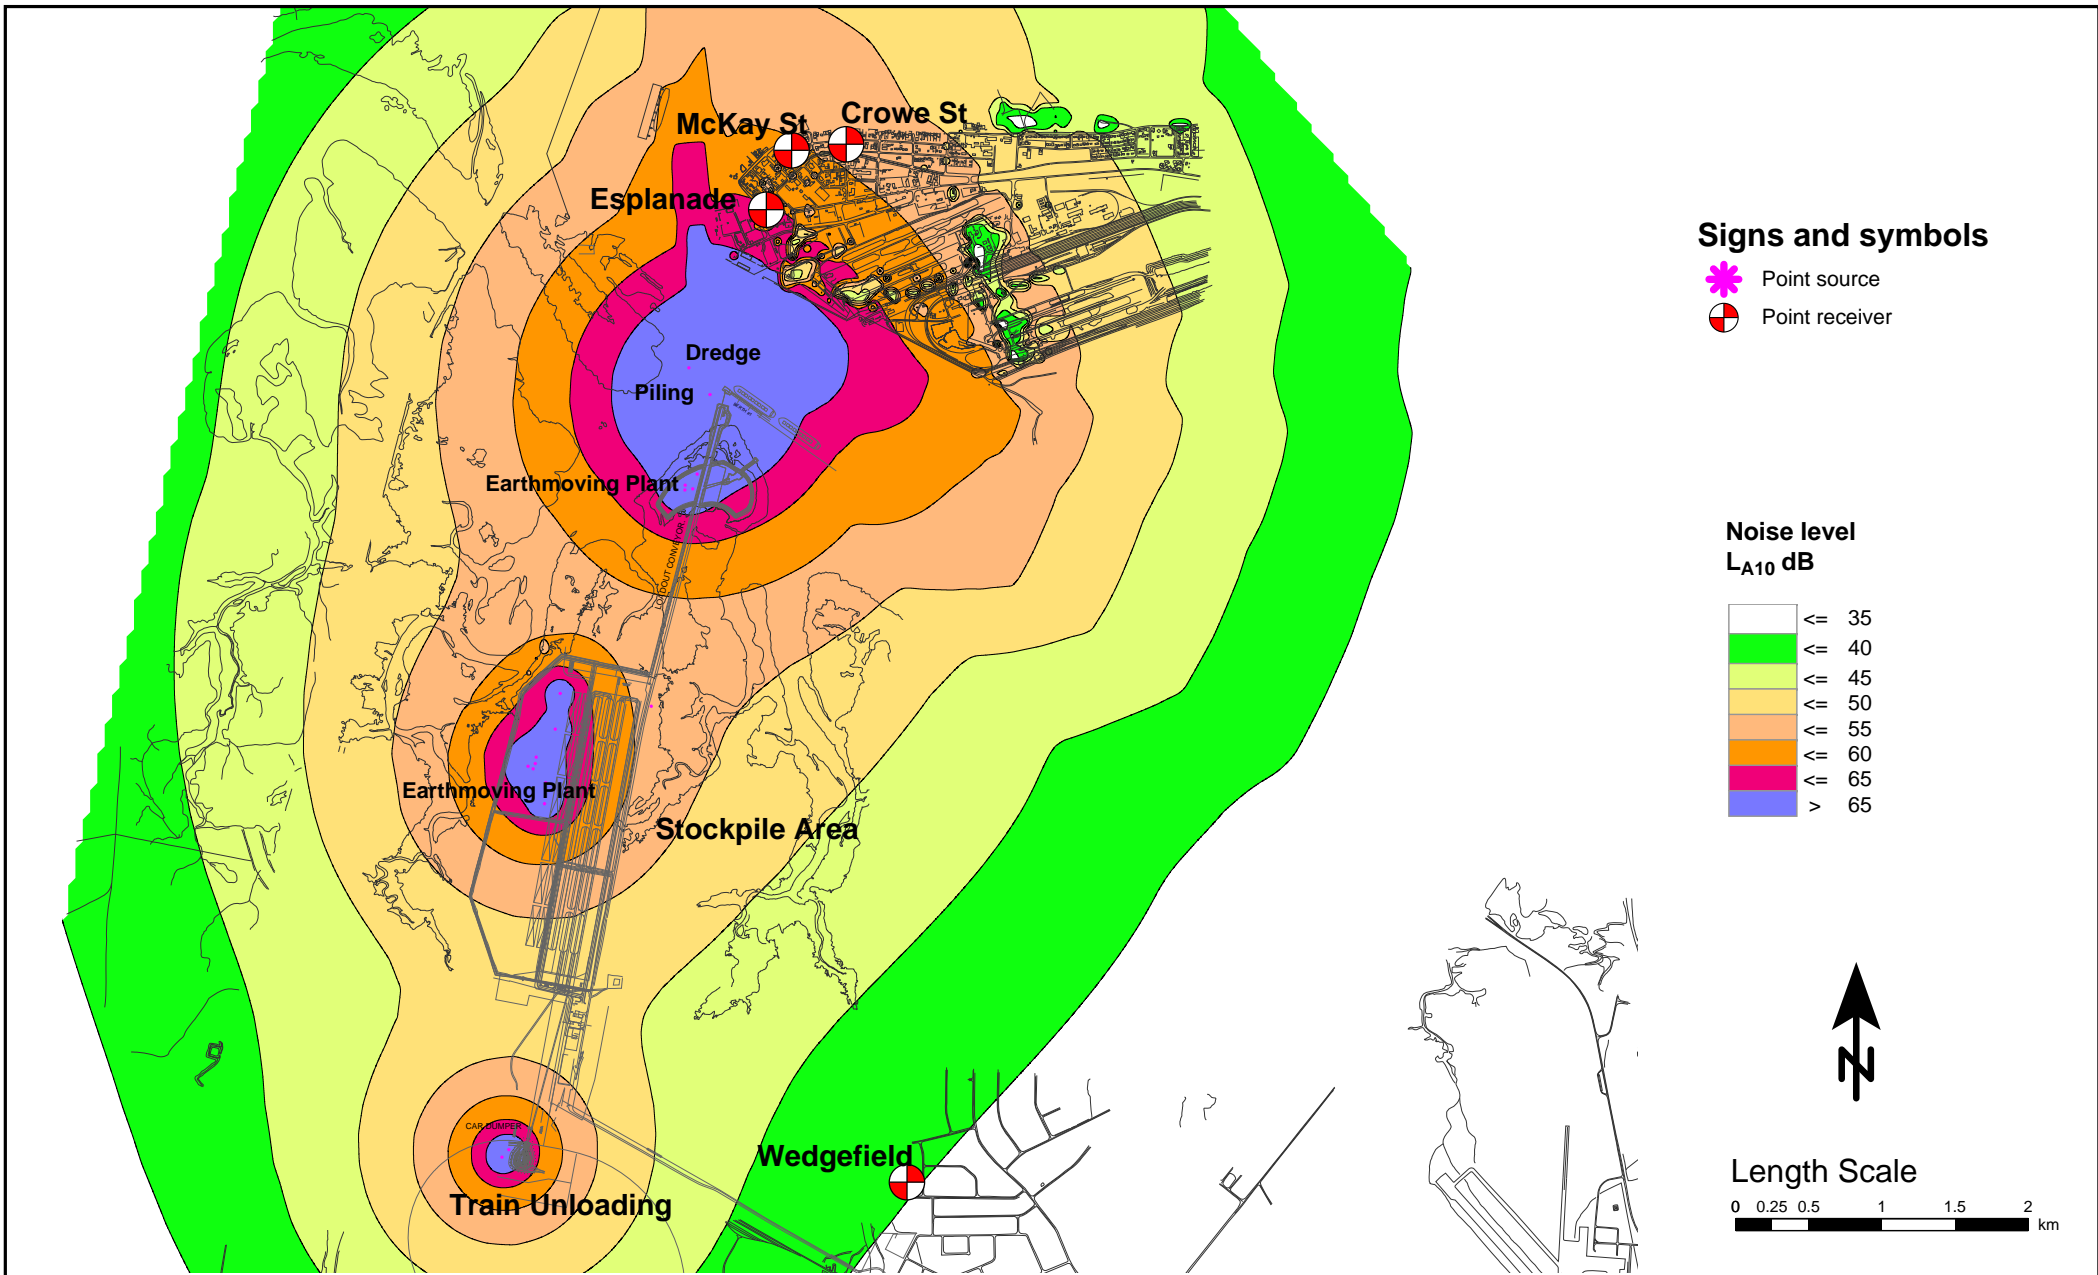 McKay St
Crowe St
Esplanade
Dredge
Piling
Earthmoving Plant
LOADOUT CONVEYOR
Earthmoving Plant
Stockpile Area
CAR DUMPER
Train Unloading
Wedgefield
Signs and symbols
Point source
Point receiver
Noise level
LA10 dB
<= 35
<= 40
<= 45
<= 50
<= 55
<= 60
<= 65
> 65
N
Length Scale
0 0.25 0.5 1 1.5 2
km